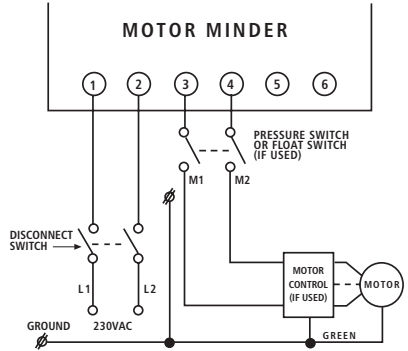 MOTOR MINDER
1 2 3 4 5 6
PRESSURE SWITCH
OR FLOAT SWITCH
(IF USED)
M1 M2
DISCONNECT
SWITCH
L1 L2
MOTOR
CONTROL
(IF USED)
MOTOR
GROUND 230VAC
GREEN